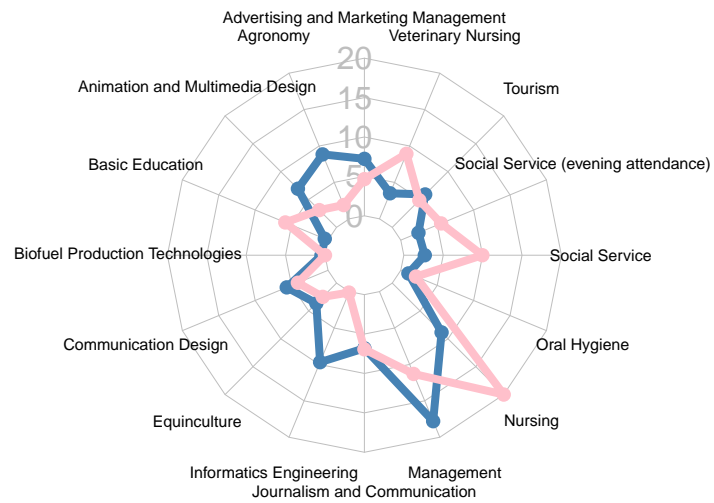 Advertising and Marketing Management
Agronomy
Veterinary Nursing
20
Animation and Multimedia Design
Tourism
15
10
Basic Education
Social Service (evening attendance)
5
0
Biofuel Production Technologies
Social Service
Communication Design
Oral Hygiene
Equinculture
Nursing
Informatics Engineering
Management
Journalism and Communication